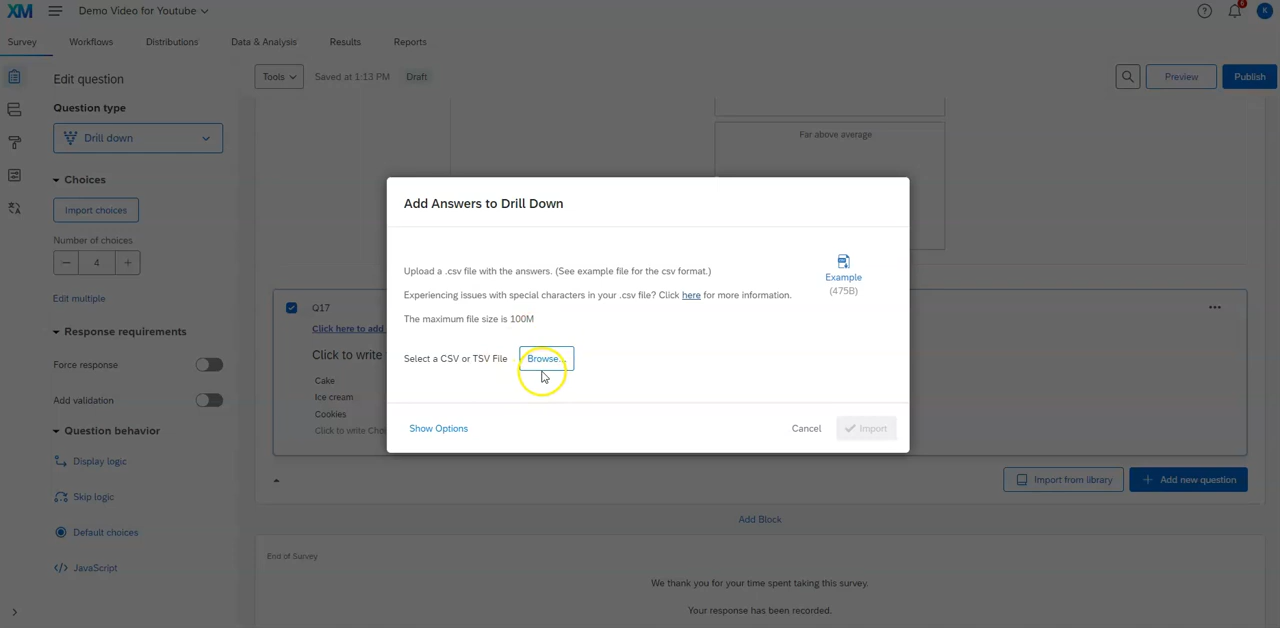 XM
Demo Video for Youtube
?
6
K
Survey
Workflows
Distributions
Data & Analysis
Results
Reports
Edit question
Tools
Saved at 1:13 PM
Draft
Preview
Publish
Question type
Drill down
Far above average
Choices
Import choices
Number of choices
4
Edit multiple
Response requirements
Force response
Add validation
Question behavior
Display logic
Skip logic
Default choices
</> JavaScript
Add Answers to Drill Down
Upload a .csv file with the answers. (See example file for the csv format.)
Experiencing issues with special characters in your .csv file? Click here for more information.
The maximum file size is 100M
Example
(475B)
Select a CSV or TSV File
Browse...
Show Options
Cancel
Import
Q17
Click here to add
Click to write
Cake
Ice cream
Cookies
Click to write Choi
Import from library
Add new question
Add Block
End of Survey
We thank you for your time spent taking this survey.
Your response has been recorded.